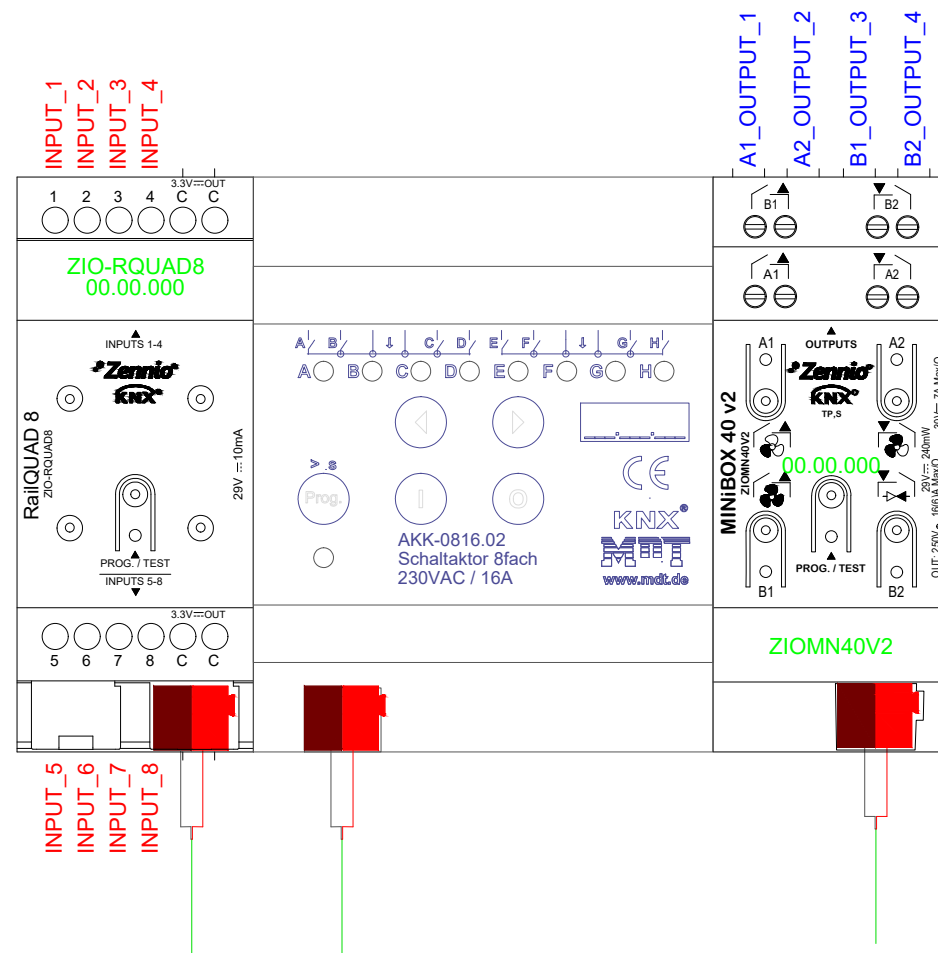 INPUT_1
INPUT_2
INPUT_3
INPUT_4
3.3V OUT
1 2 3 4 C C
ZIO-RQUAD8
00.00.000
INPUTS 1-4
Zennio
KNX
RailQUAD 8
ZIO-RQUAD8
29V 10mA
PROG. / TEST
INPUTS 5-8
3.3V OUT
5 6 7 8 C C
INPUT_5
INPUT_6
INPUT_7
INPUT_8
A B C D E F G H
A B C D E F G H
> .s
Prog.
I O
CE
AKK-0816.02
Schaltaktor 8fach
230VAC / 16A
KNX®
MDT
www.mdt.de
A1_OUTPUT_1
A2_OUTPUT_2
B1_OUTPUT_3
B2_OUTPUT_4
B1 B2
A1 A2
A1 OUTPUTS A2
Zennio
KNX
TP,S
MINiBOX 40 v2
ZIOMN40V2
00.00.000
29V 240mW
PROG. / TEST
B1 B2
ZIOMN40V2